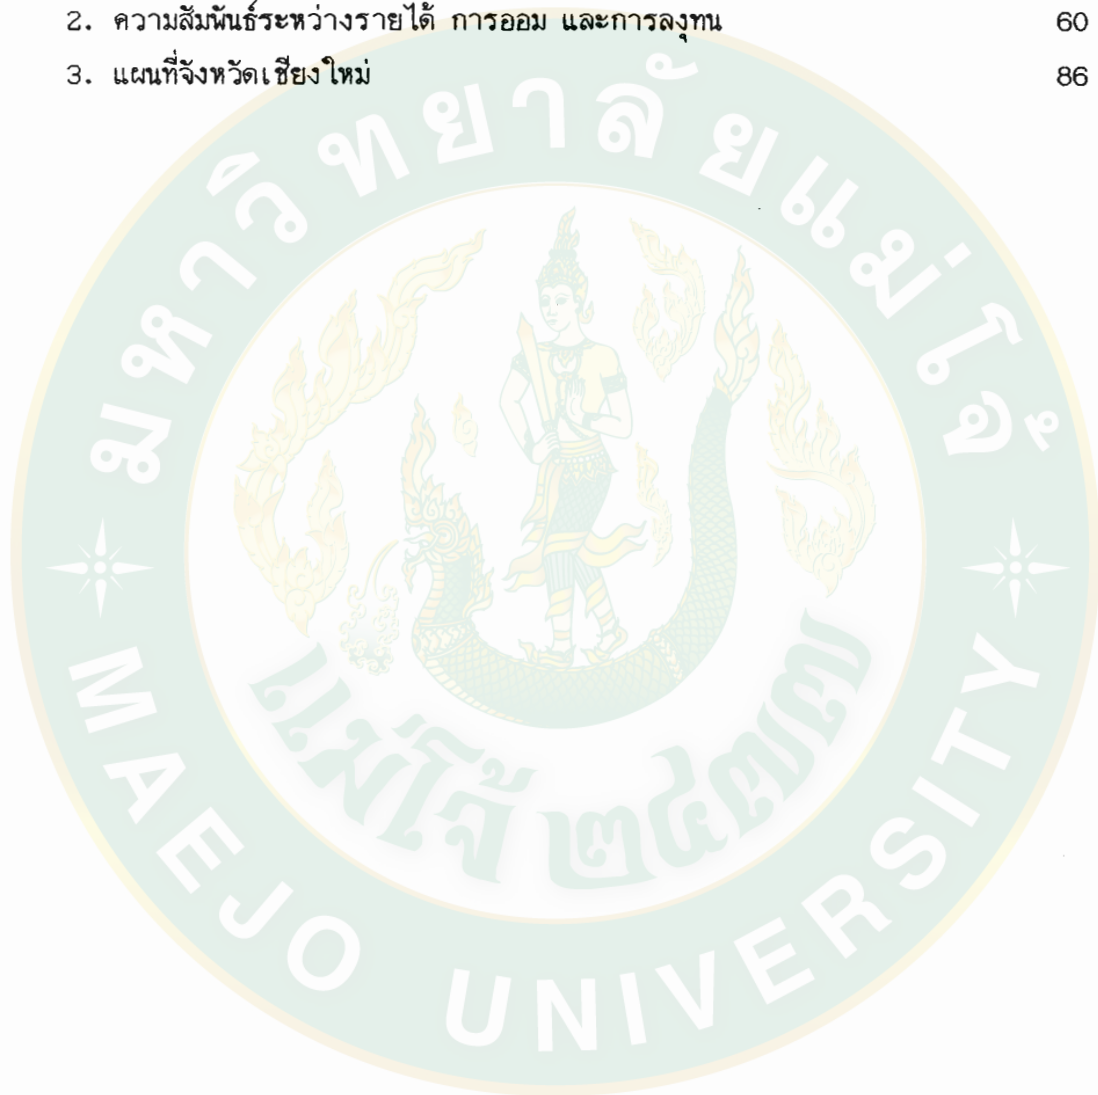 2. ความสัมพันธ์ระหว่างรายได้ การออม และการลงทุน 60
3. แผนที่จังหวัดเชียงใหม่ 86
มหาวิทยาลัยแม่โจ้
แม่โจ้ ๒๔๗๗
MAEJO UNIVERSITY